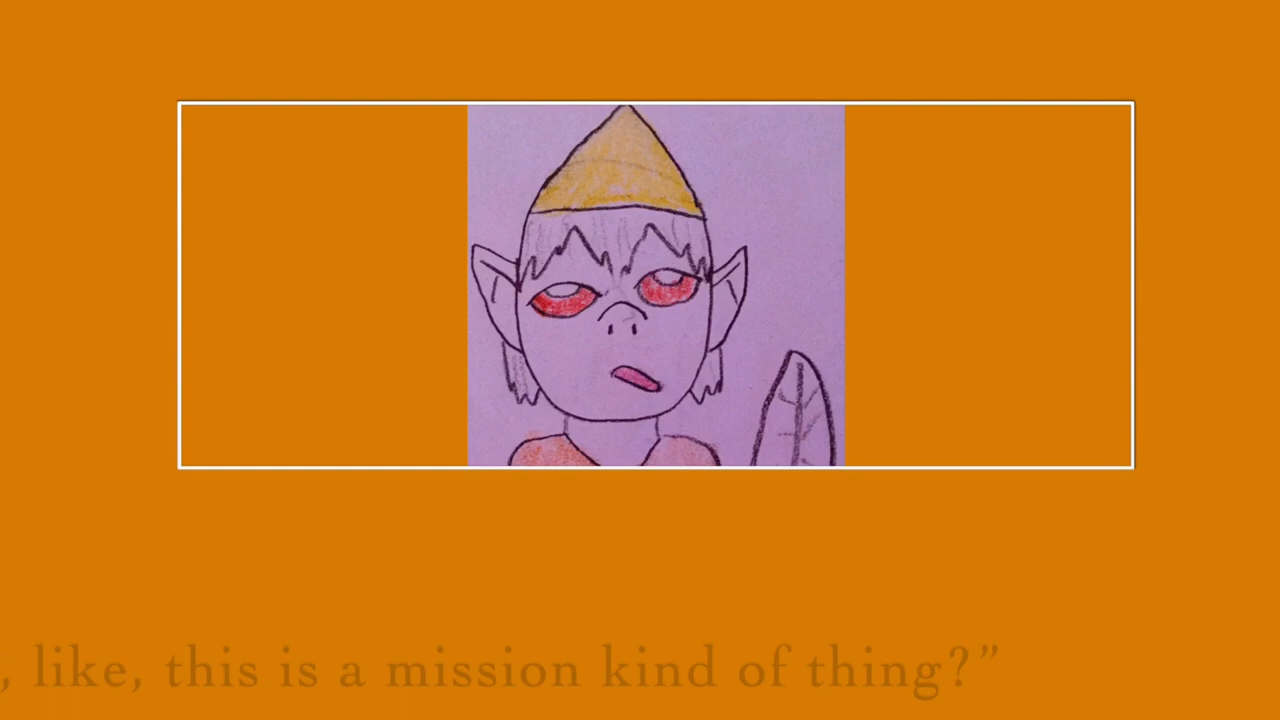 , like, this is a mission kind of thing?”